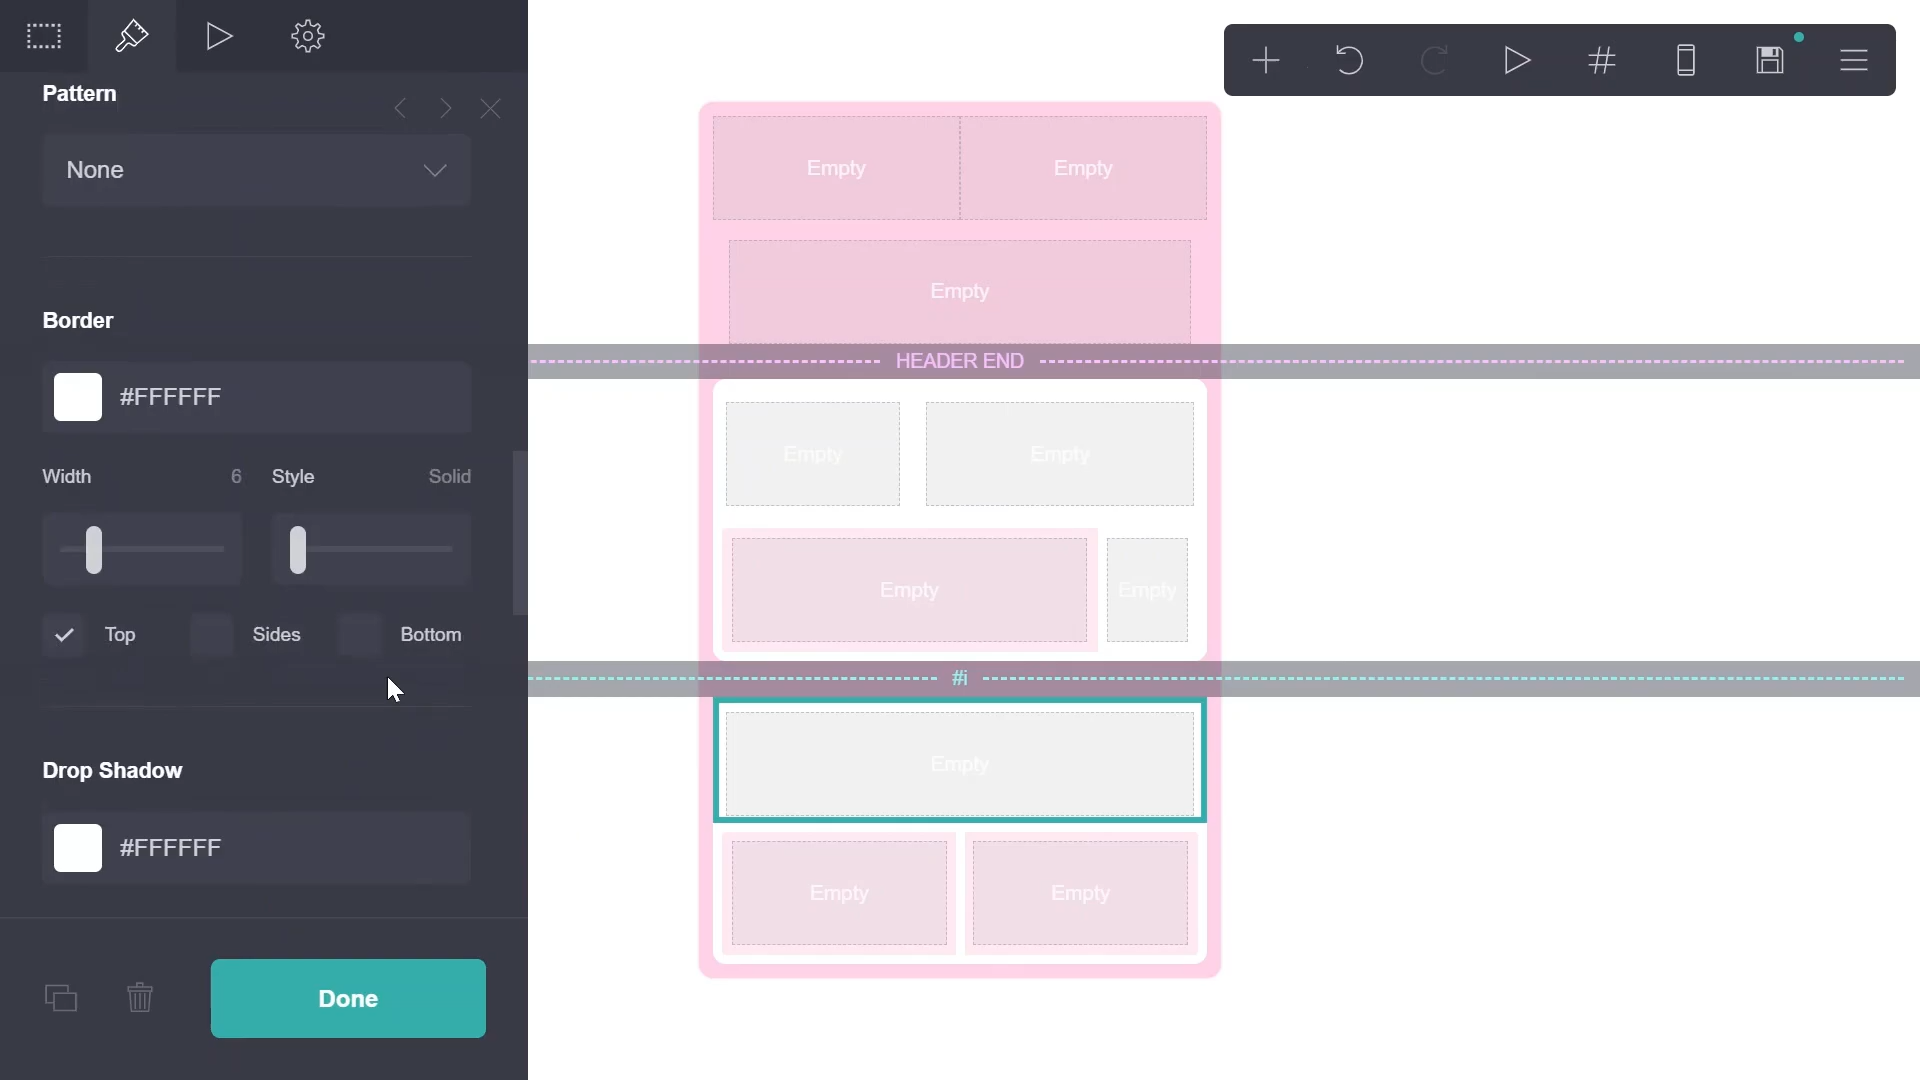 Pattern
None
Border
#FFFFFF
Width 6 Style Solid
Top Sides Bottom
Drop Shadow
#FFFFFF
Done
Empty Empty
Empty
HEADER END
Empty Empty
Empty Empty
#i
Empty
Empty Empty